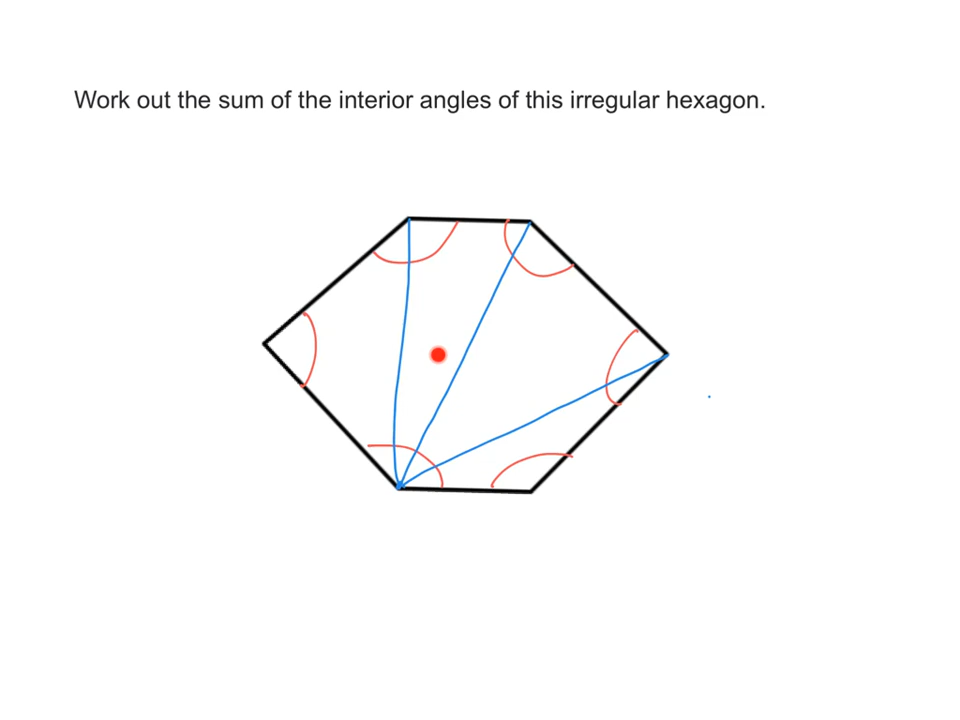 Work out the sum of the interior angles of this irregular hexagon.